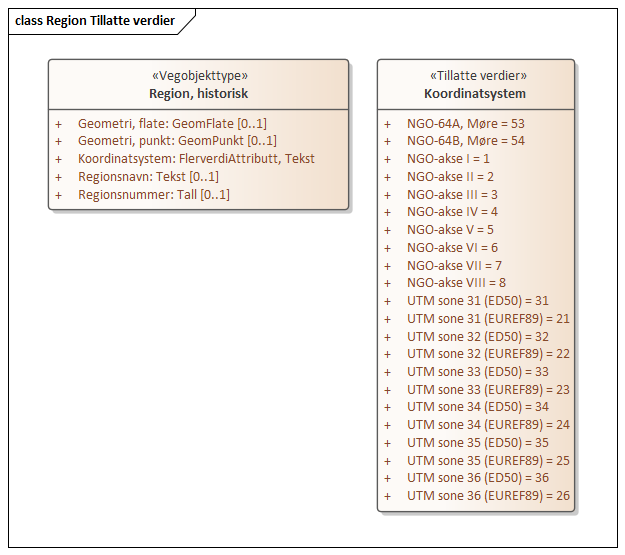 class Region Tillatte verdier
«Vegobjekttype»
Region, historisk
+ Geometri, flate: GeomFlate [0..1]
+ Geometri, punkt: GeomPunkt [0..1]
+ Koordinatsystem: FlerverdiAttributt, Tekst
+ Regionsnavn: Tekst [0..1]
+ Regionsnummer: Tall [0..1]
«Tillatte verdier»
Koordinatsystem
+ NGO-64A, Møre = 53
+ NGO-64B, Møre = 54
+ NGO-akse I = 1
+ NGO-akse II = 2
+ NGO-akse III = 3
+ NGO-akse IV = 4
+ NGO-akse V = 5
+ NGO-akse VI = 6
+ NGO-akse VII = 7
+ NGO-akse VIII = 8
+ UTM sone 31 (ED50) = 31
+ UTM sone 31 (EUREF89) = 21
+ UTM sone 32 (ED50) = 32
+ UTM sone 32 (EUREF89) = 22
+ UTM sone 33 (ED50) = 33
+ UTM sone 33 (EUREF89) = 23
+ UTM sone 34 (ED50) = 34
+ UTM sone 34 (EUREF89) = 24
+ UTM sone 35 (ED50) = 35
+ UTM sone 35 (EUREF89) = 25
+ UTM sone 36 (ED50) = 36
+ UTM sone 36 (EUREF89) = 26